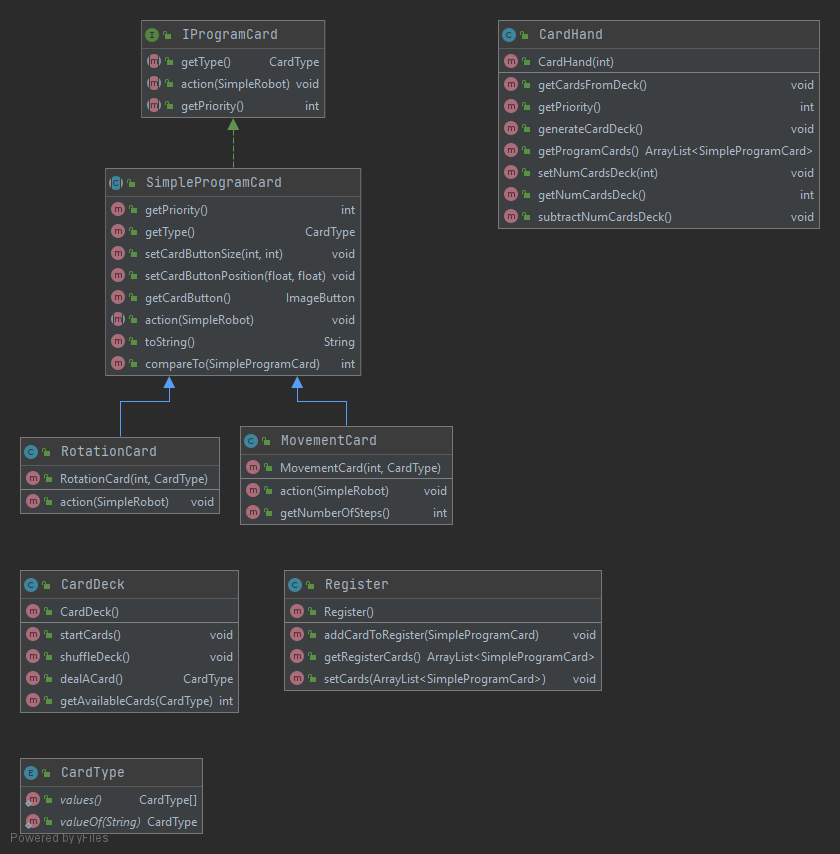 IProgramCard
getType() CardType
action(SimpleRobot) void
getPriority() int
CardHand
CardHand(int)
getCardsFromDeck() void
getPriority() int
generateCardDeck() void
getProgramCards() ArrayList<SimpleProgramCard>
setNumCardsDeck(int) void
getNumCardsDeck() int
subtractNumCardsDeck() void
SimpleProgramCard
getPriority() int
getType() CardType
setCardButtonSize(int, int) void
setCardButtonPosition(float, float) void
getCardButton() ImageButton
action(SimpleRobot) void
toString() String
compareTo(SimpleProgramCard) int
RotationCard
RotationCard(int, CardType)
action(SimpleRobot) void
MovementCard
MovementCard(int, CardType)
action(SimpleRobot) void
getNumberOfSteps() int
CardDeck
CardDeck()
startCards() void
shuffleDeck() void
dealACard() CardType
getAvailableCards(CardType) int
Register
Register()
addCardToRegister(SimpleProgramCard) void
getRegisterCards() ArrayList<SimpleProgramCard>
setCards(ArrayList<SimpleProgramCard>) void
CardType
values() CardType[]
valueOf(String) CardType
Powered by yFiles